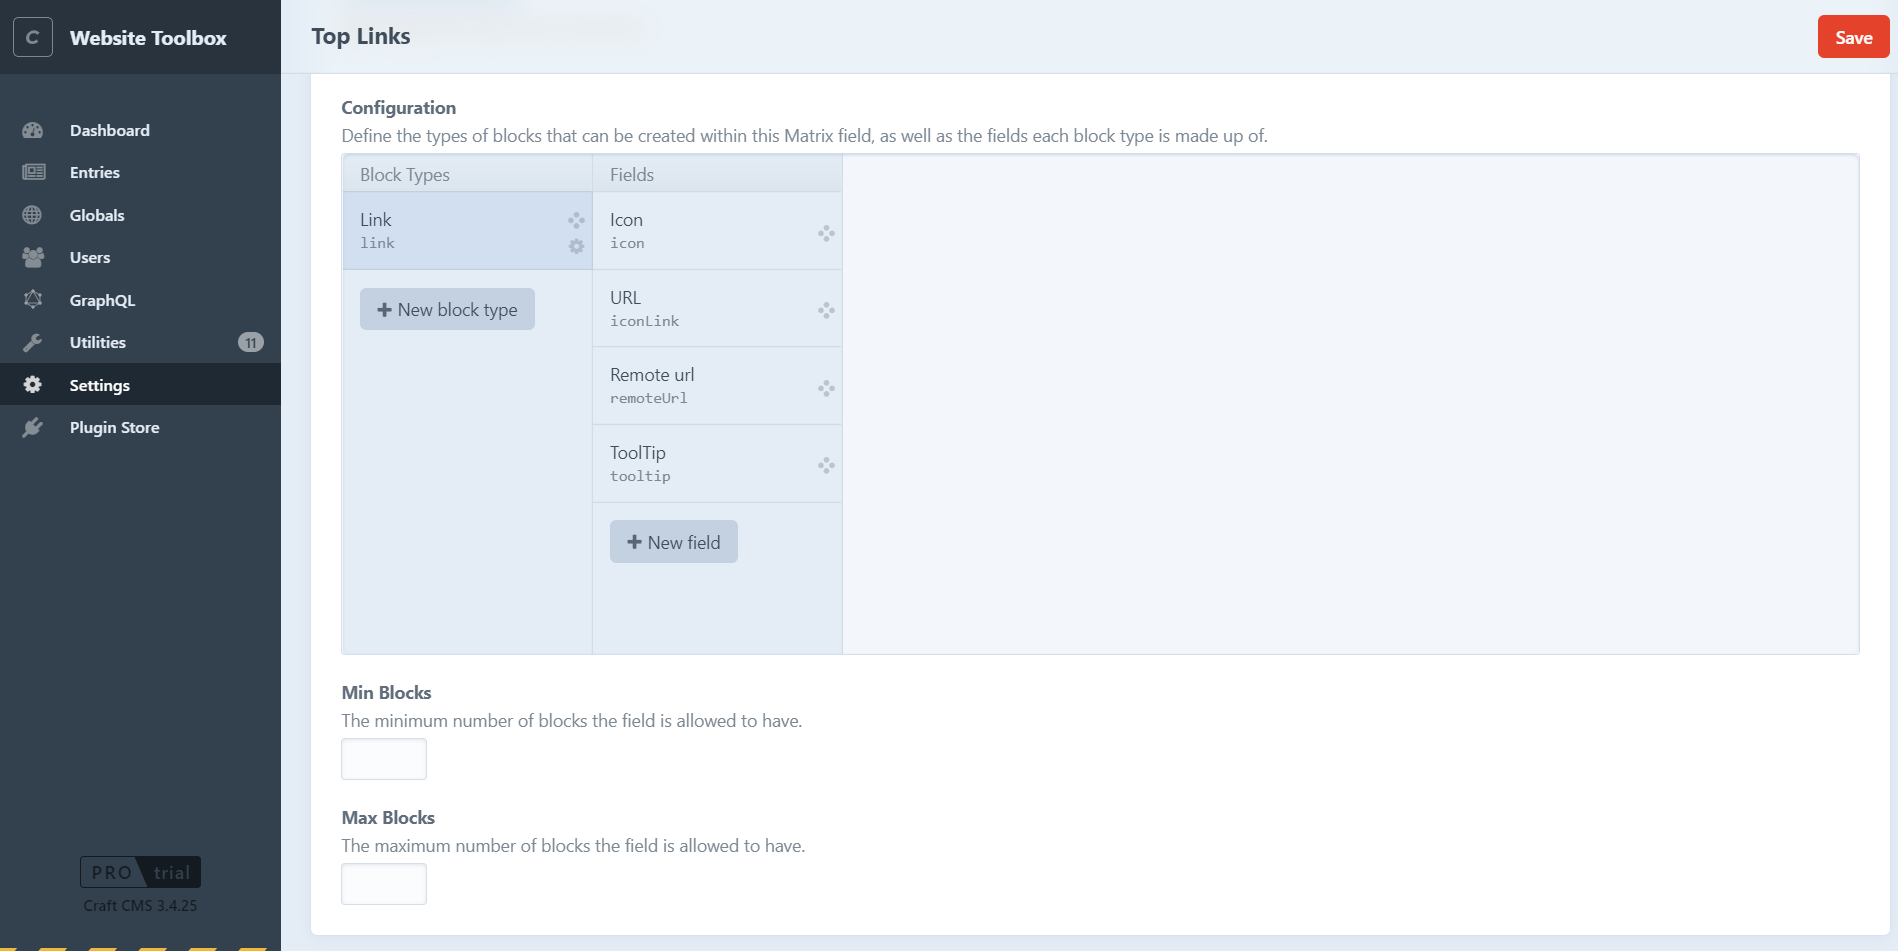 C
Website Toolbox
Dashboard
Entries
Globals
Users
GraphQL
Utilities
11
Settings
Plugin Store
PRO trial
Craft CMS 3.4.25
Top Links
Save
Configuration
Define the types of blocks that can be created within this Matrix field, as well as the fields each block type is made up of.
Block Types
Link
link
New block type
Fields
Icon
icon
URL
iconLink
Remote url
remoteUrl
ToolTip
tooltip
New field
Min Blocks
The minimum number of blocks the field is allowed to have.
Max Blocks
The maximum number of blocks the field is allowed to have.